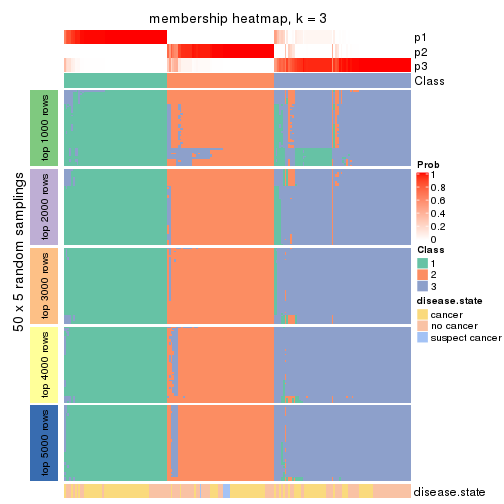 membership heatmap, k = 3
p1
p2
p3
Class
50 x 5 random samplings
top 1000 rows
top 2000 rows
top 3000 rows
top 4000 rows
top 5000 rows
Prob
1
0.8
0.6
0.4
0.2
0
Class
1
2
3
disease.state
cancer
no cancer
suspect cancer
disease.state